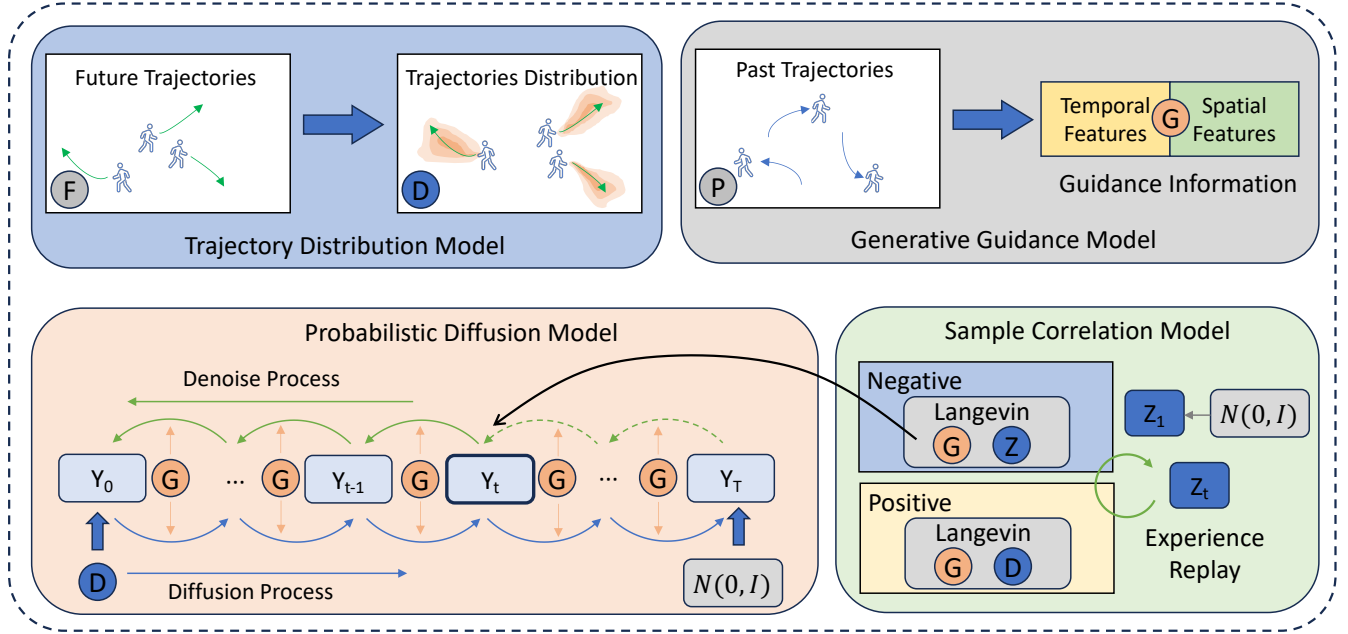 Future Trajectories
F
Trajectories Distribution
D
Trajectory Distribution Model
Past Trajectories
P
Temporal
Features
G
Spatial
Features
Guidance Information
Generative Guidance Model
Probabilistic Diffusion Model
Denoise Process
Y0
G
...
G
Yt-1
G
Yt
G
...
G
YT
D
Diffusion Process
N(0, I)
Sample Correlation Model
Negative
Langevin
G
Z
Z1
N(0, I)
Zt
Positive
Langevin
G
D
Experience
Replay